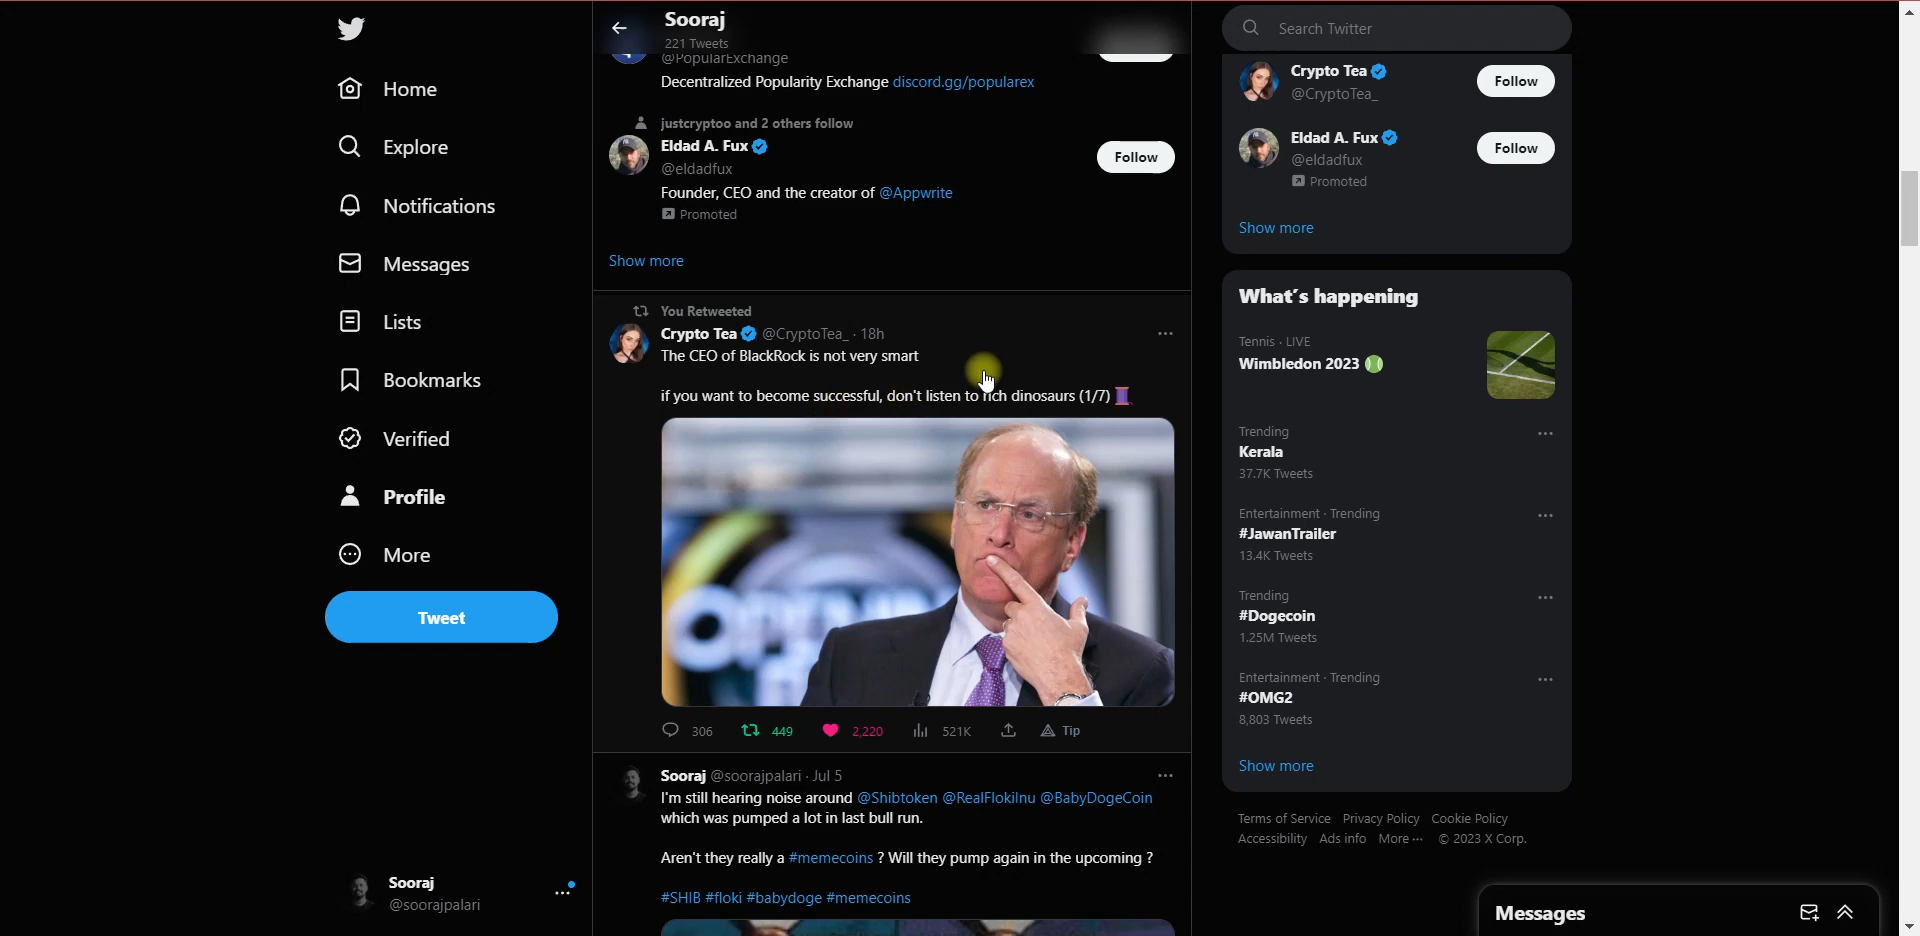 Home
Explore
Notifications
Messages
Lists
Bookmarks
Verified
Profile
More
Tweet
Sooraj
@soorajpalari
Sooraj
221 Tweets
@PopularExchange
Decentralized Popularity Exchange discord.gg/popularex
justcryptoo and 2 others follow
Eldad A. Fux
@eldadfux
Follow
Founder, CEO and the creator of @Appwrite
Promoted
Show more
You Retweeted
Crypto Tea @CryptoTea_ · 18h
The CEO of BlackRock is not very smart
if you want to become successful, don't listen to rich dinosaurs (1/7)
306 449 2,220 521K Tip
Sooraj @soorajpalari · Jul 5
I'm still hearing noise around @Shibtoken @RealFlokiInu @BabyDogeCoin
which was pumped a lot in last bull run.
Aren't they really a #memecoins ? Will they pump again in the upcoming ?
#SHIB #floki #babydoge #memecoins
Search Twitter
Crypto Tea
@CryptoTea_
Follow
Eldad A. Fux
@eldadfux
Follow
Promoted
Show more
What's happening
Tennis · LIVE
Wimbledon 2023
Trending
Kerala
37.7K Tweets
Entertainment · Trending
#JawanTrailer
13.4K Tweets
Trending
#Dogecoin
1.25M Tweets
Entertainment · Trending
#OMG2
8,803 Tweets
Show more
Terms of Service Privacy Policy Cookie Policy
Accessibility Ads info More ··· © 2023 X Corp.
Messages